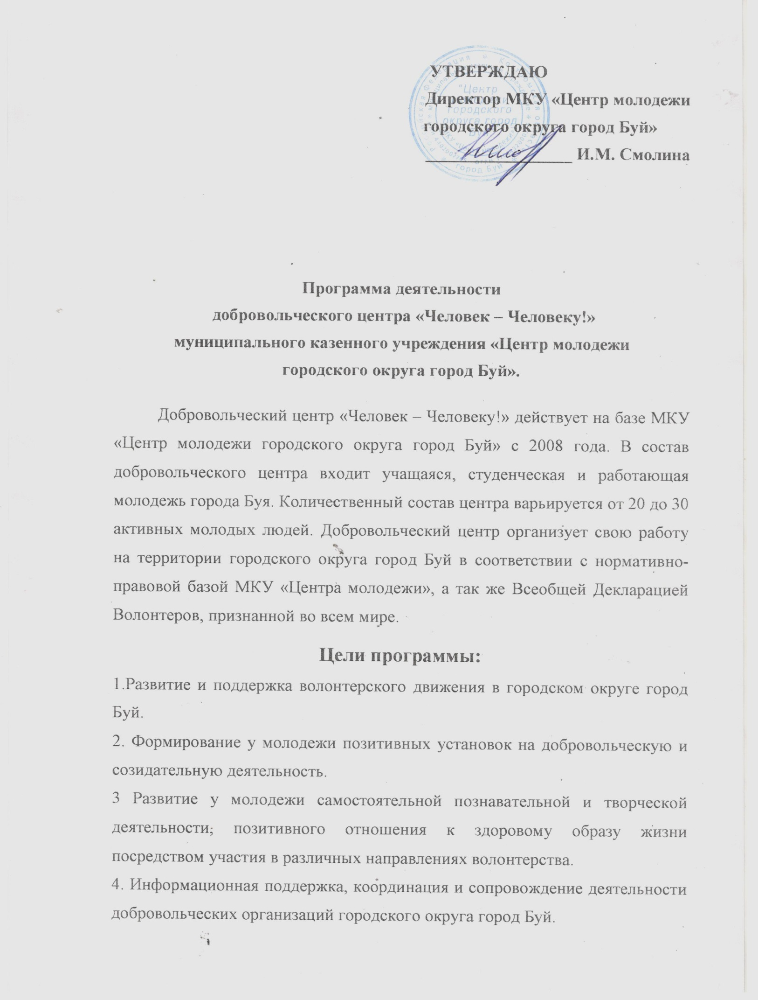 УТВЕРЖДАЮ
Директор МКУ «Центр молодежи
городского округа город Буй»
И.М. Смолина
"Центр
городского
округа город
город Буй
Программа деятельности
добровольческого центра «Человек – Человеку!»
муниципального казенного учреждения «Центр молодежи
городского округа город Буй».
Добровольческий центр «Человек – Человеку!» действует на базе МКУ
«Центр молодежи городского округа город Буй» с 2008 года. В состав
добровольческого центра входит учащаяся, студенческая и работающая
молодежь города Буя. Количественный состав центра варьируется от 20 до 30
активных молодых людей. Добровольческий центр организует свою работу
на территории городского округа город Буй в соответствии с нормативно-
правовой базой МКУ «Центра молодежи», а так же Всеобщей Декларацией
Волонтеров, признанной во всем мире.
Цели программы:
1.Развитие и поддержка волонтерского движения в городском округе город
Буй.
2. Формирование у молодежи позитивных установок на добровольческую и
созидательную деятельность.
3 Развитие у молодежи самостоятельной познавательной и творческой
деятельности; позитивного отношения к здоровому образу жизни
посредством участия в различных направлениях волонтерства.
4. Информационная поддержка, координация и сопровождение деятельности
добровольческих организаций городского округа город Буй.